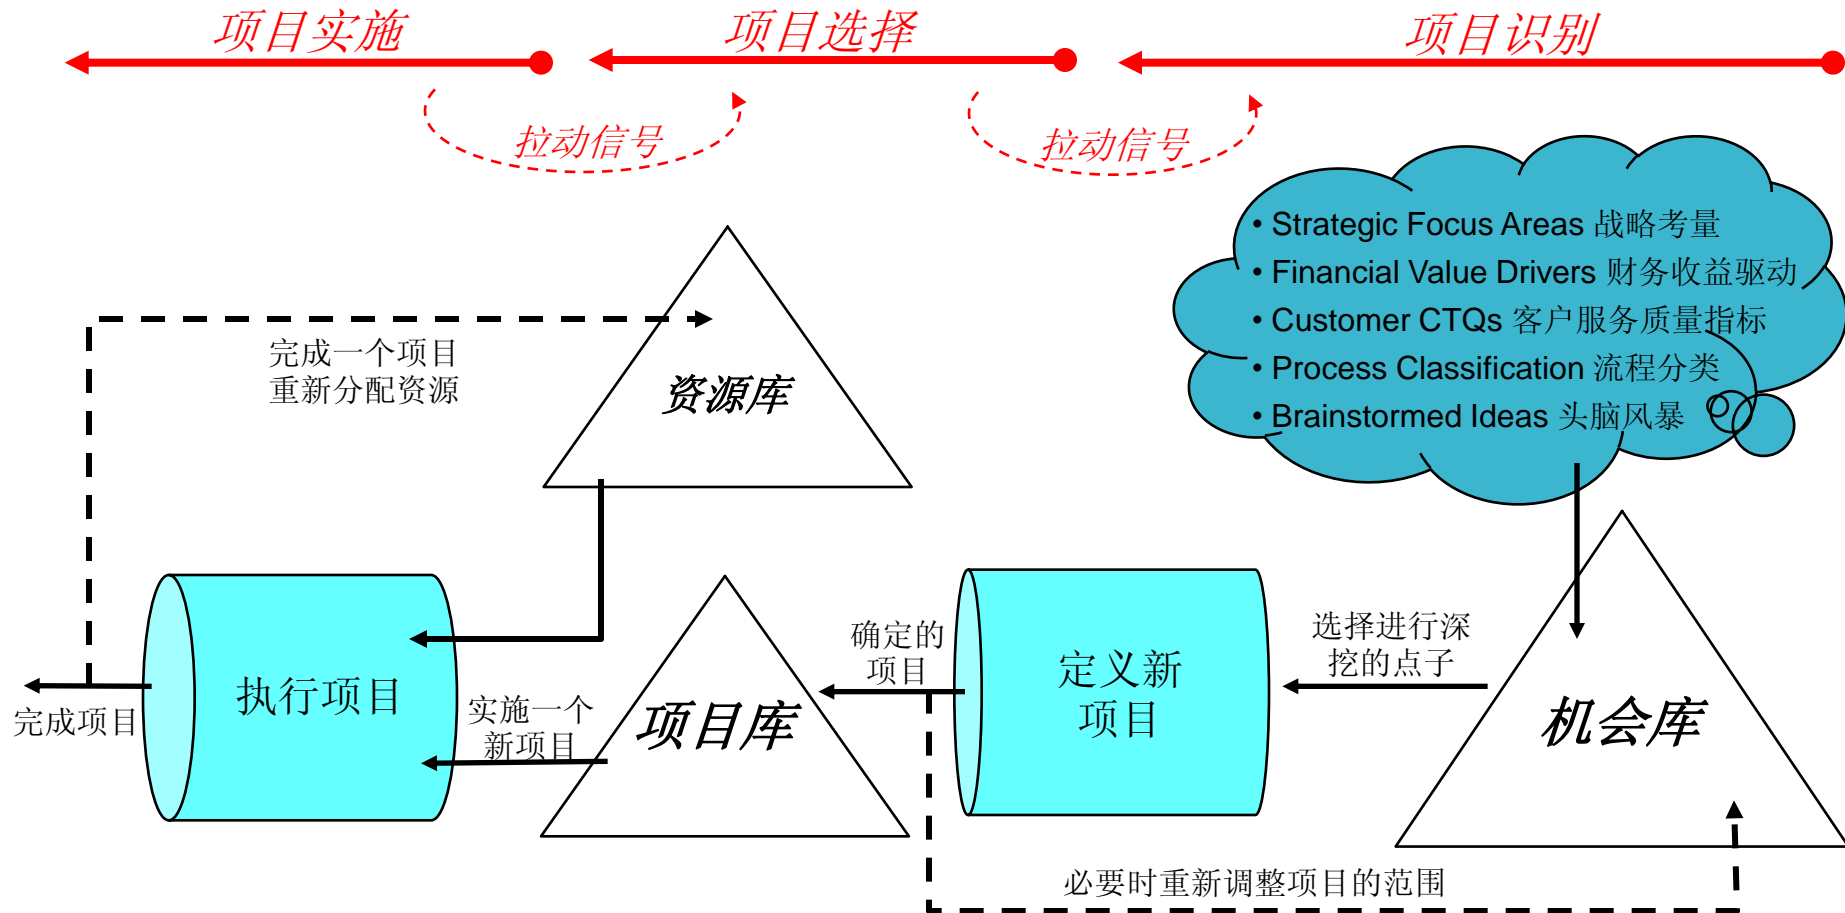 项目实施
项目选择
项目识别
拉动信号
拉动信号
• Strategic Focus Areas 战略考量
• Financial Value Drivers 财务收益驱动
• Customer CTQs 客户服务质量指标
• Process Classification 流程分类
• Brainstormed Ideas 头脑风暴
完成一个项目
重新分配资源
资源库
执行项目
完成项目
实施一个
新项目
项目库
确定的
项目
定义新
项目
选择进行深
挖的点子
机会库
必要时重新调整项目的范围